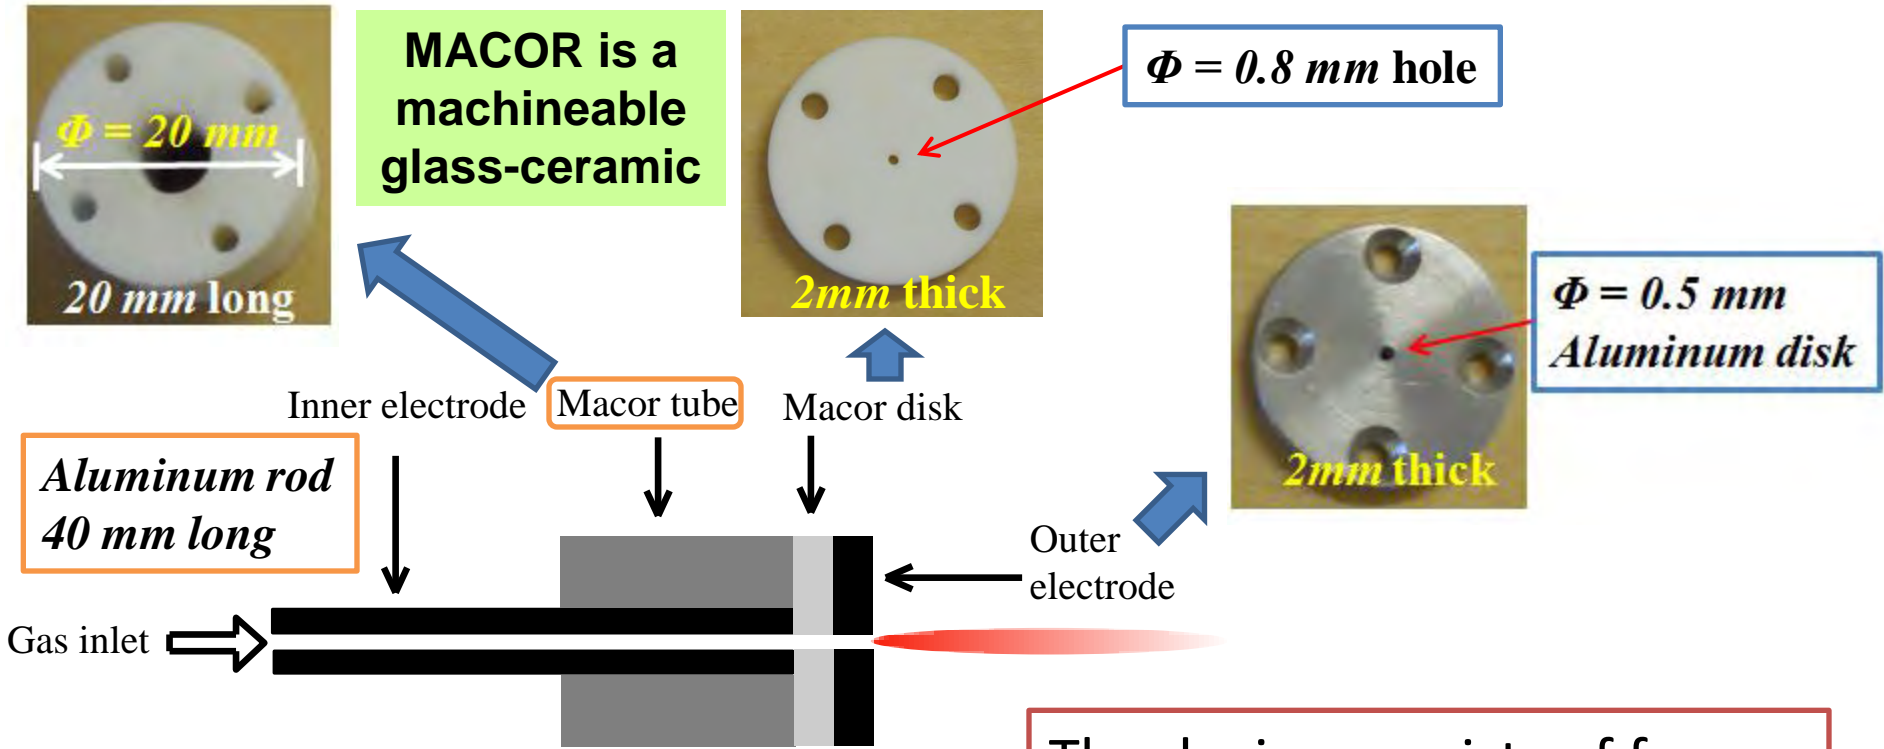 MACOR is a
machineable
glass-ceramic
Φ = 0.8 mm hole
Φ = 20 mm
20 mm long
2mm thick
Φ = 0.5 mm
Aluminum disk
2mm thick
Inner electrode
Macor tube
Macor disk
Aluminum rod
40 mm long
Outer
electrode
Gas inlet